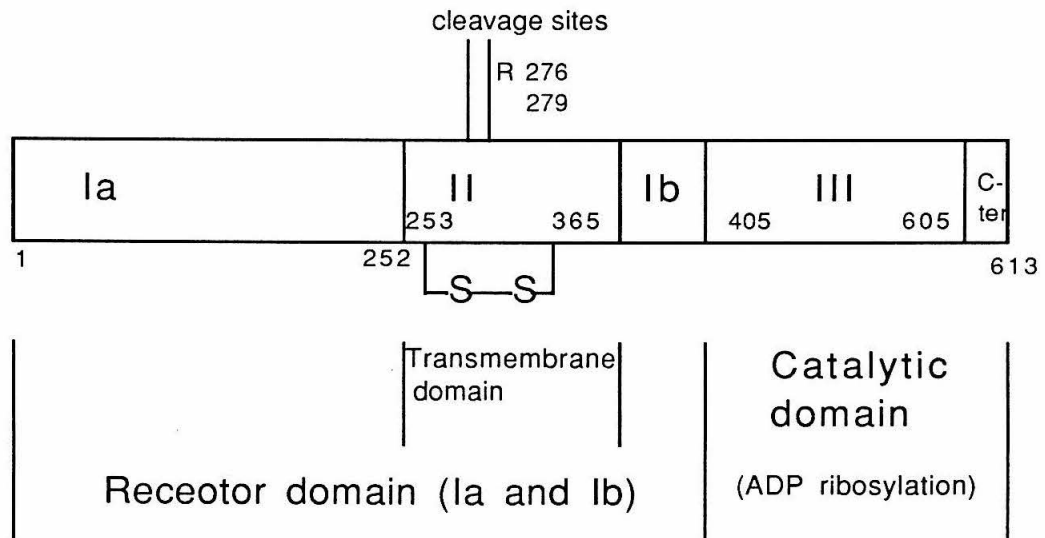 cleavage sites
R 276
279
Ia
II
Ib
III
C-
ter
253
365
405
605
1
252
613
S S
Transmembrane
domain
Catalytic
domain
Receotor domain (Ia and Ib)
(ADP ribosylation)